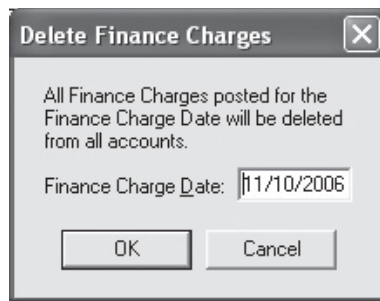 Delete Finance Charges
All Finance Charges posted for the
Finance Charge Date will be deleted
from all accounts.
Finance Charge Date: 11/10/2006
OK Cancel